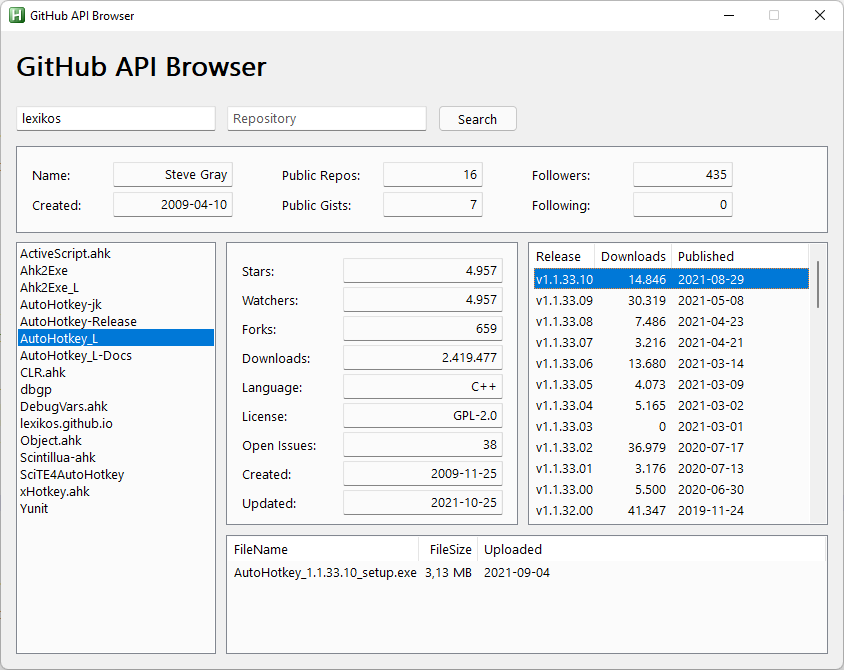 GitHub API Browser
GitHub API Browser
lexikos Repository Search
Name: Steve Gray Public Repos: 16 Followers: 435
Created: 2009-04-10 Public Gists: 7 Following: 0
ActiveScript.ahk
Ahk2Exe
Ahk2Exe_L
AutoHotkey-jk
AutoHotkey-Release
AutoHotkey_L
AutoHotkey_L-Docs
CLR.ahk
dbgp
DebugVars.ahk
lexikos.github.io
Object.ahk
Scintillua-ahk
SciTE4AutoHotkey
xHotkey.ahk
Yunit
Stars: 4.957
Watchers: 4.957
Forks: 659
Downloads: 2.419.477
Language: C++
License: GPL-2.0
Open Issues: 38
Created: 2009-11-25
Updated: 2021-10-25
Release Downloads Published
v1.1.33.10 14.846 2021-08-29
v1.1.33.09 30.319 2021-05-08
v1.1.33.08 7.486 2021-04-23
v1.1.33.07 3.216 2021-04-21
v1.1.33.06 13.680 2021-03-14
v1.1.33.05 4.073 2021-03-09
v1.1.33.04 5.165 2021-03-02
v1.1.33.03 0 2021-03-01
v1.1.33.02 36.979 2020-07-17
v1.1.33.01 3.176 2020-07-13
v1.1.33.00 5.500 2020-06-30
v1.1.32.00 41.347 2019-11-24
FileName FileSize Uploaded
AutoHotkey_1.1.33.10_setup.exe 3,13 MB 2021-09-04